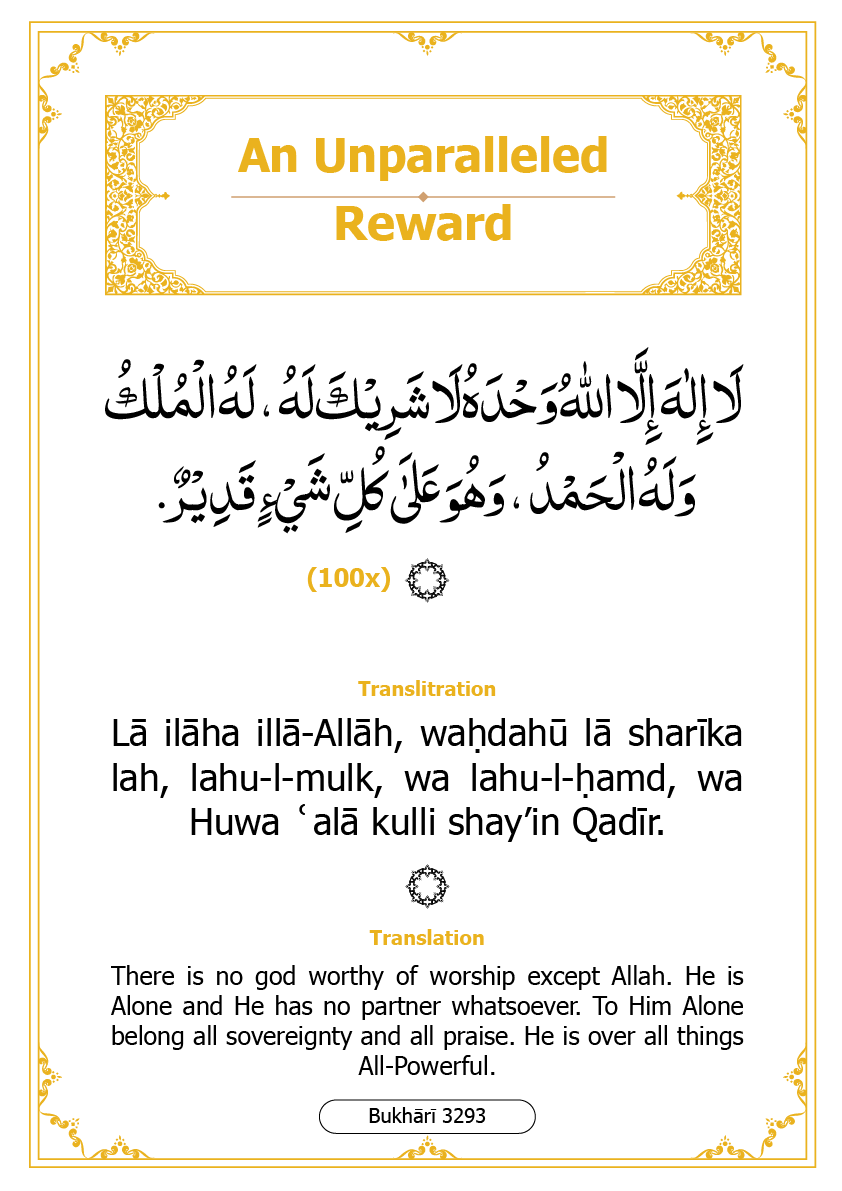 An Unparalleled
Reward
لَا إِلٰهَ إِلَّا اللهُ وَحْدَهُ لَا شَرِيْكَ لَهُ ، لَهُ الْمُلْكُ
وَلَهُ الْحَمْدُ ، وَهُوَ عَلَىٰ كُلِّ شَيْءٍ قَدِيْرٌ.
(100x)
Translitration
Lā ilāha illā-Allāh, waḥdahū lā sharīka
lah, lahu-l-mulk, wa lahu-l-ḥamd, wa
Huwa ʿalā kulli shay’in Qadīr.
Translation
There is no god worthy of worship except Allah. He is
Alone and He has no partner whatsoever. To Him Alone
belong all sovereignty and all praise. He is over all things
All-Powerful.
Bukhārī 3293